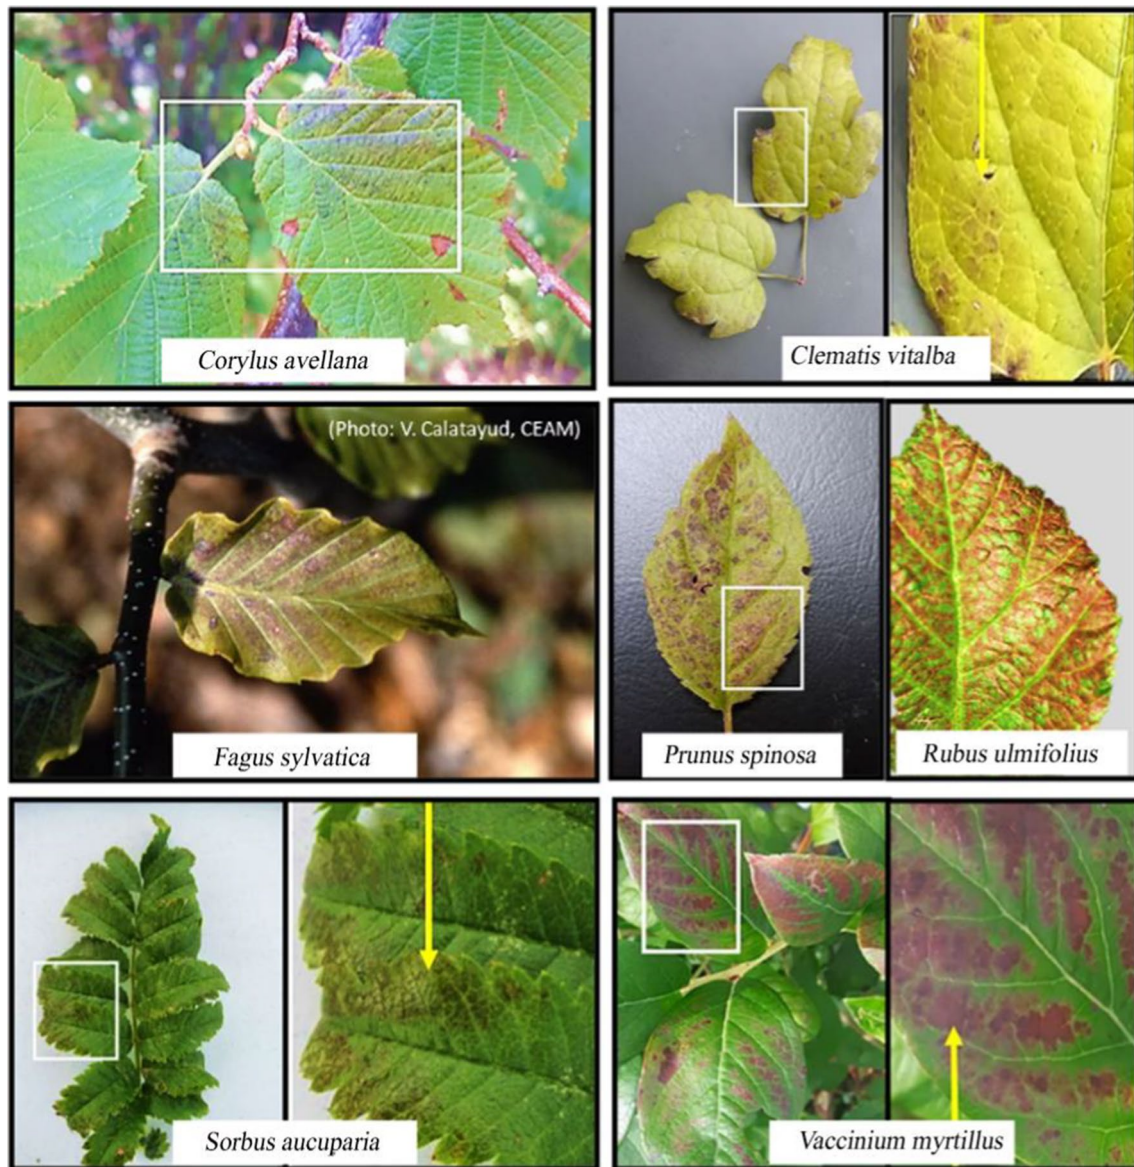 Corylus avellana
Clematis vitalba
(Photo: V. Calatayud, CEAM)
Fagus sylvatica
Prunus spinosa
Rubus ulmifolius
Sorbus aucuparia
Vaccinium myrtillus